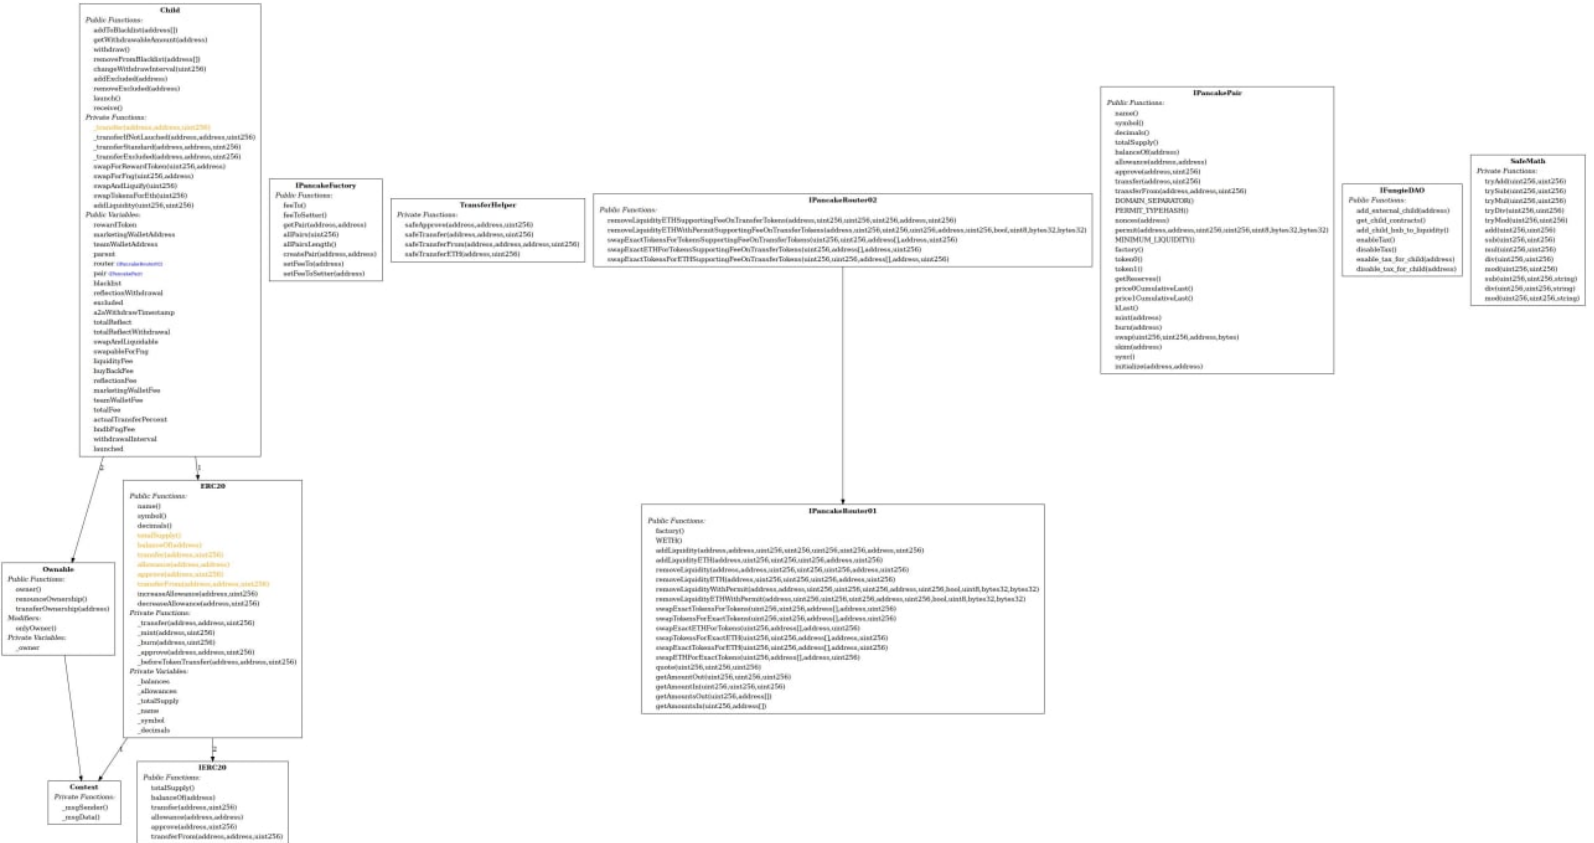 Child
Public Functions:
addToBlacklist(address[])
getWithdrawableAmount(address)
withdraw()
removeFromBlacklist(address[])
changeWithdrawInterval(uint256)
addExcluded(address)
removeExcluded(address)
launch()
receive()
Private Functions:
_transfer(address,address,uint256)
_transferIfNotLauched(address,address,uint256)
_transferStandard(address,address,uint256)
_transferExcluded(address,address,uint256)
swapForRewardToken(uint256,address)
swapForFng(uint256,address)
swapAndLiquify(uint256)
swapTokensForEth(uint256)
addLiquidity(uint256,uint256)
Public Variables:
rewardToken
marketingWalletAddress
teamWalletAddress
parent
router (IPancakeRouter02)
pair (IPancakePair)
blacklist
reflectionWithdrawal
excluded
a2aWithdrawTimestamp
totalReflect
totalReflectWithdrawal
swapAndLiquidable
swapableForFng
liquidityFee
buyBackFee
reflectionFee
marketingWalletFee
teamWalletFee
totalFee
actualTransferPercent
withdrawalInterval
launched
2
1
IPancakeFactory
Public Functions:
feeTo()
feeToSetter()
getPair(address,address)
allPairs(uint256)
allPairsLength()
createPair(address,address)
setFeeTo(address)
setFeeToSetter(address)
TransferHelper
Private Functions:
safeApprove(address,address,uint256)
safeTransfer(address,address,uint256)
safeTransferFrom(address,address,address,uint256)
safeTransferETH(address,uint256)
IPancakeRouter02
Public Functions:
removeLiquidityETHSupportingFeeOnTransferTokens(address,uint256,uint256,uint256,address,uint256)
removeLiquidityETHWithPermitSupportingFeeOnTransferTokens(address,uint256,uint256,uint256,address,uint256,bool,uint8,bytes32,bytes32)
swapExactTokensForTokensSupportingFeeOnTransferTokens(uint256,uint256,address[],address,uint256)
swapExactETHForTokensSupportingFeeOnTransferTokens(uint256,address[],address,uint256)
swapExactTokensForETHSupportingFeeOnTransferTokens(uint256,uint256,address[],address,uint256)
IPancakePair
Public Functions:
name()
symbol()
decimals()
totalSupply()
balanceOf(address)
allowance(address,address)
approve(address,uint256)
transfer(address,uint256)
transferFrom(address,address,uint256)
DOMAIN_SEPARATOR()
PERMIT_TYPEHASH()
nonces(address)
permit(address,address,uint256,uint256,uint8,bytes32,bytes32)
MINIMUM_LIQUIDITY()
factory()
token0()
token1()
getReserves()
price0CumulativeLast()
price1CumulativeLast()
kLast()
mint(address)
burn(address)
swap(uint256,uint256,address,bytes)
skim(address)
sync()
initialize(address,address)
IFungieDAO
Public Functions:
add_external_child(address)
get_child_contracts()
add_child_bnb_to_liquidity()
enableTax()
disableTax()
enable_tax_for_child(address)
disable_tax_for_child(address)
SafeMath
Private Functions:
tryAdd(uint256,uint256)
trySub(uint256,uint256)
tryMul(uint256,uint256)
tryDiv(uint256,uint256)
tryMod(uint256,uint256)
add(uint256,uint256)
sub(uint256,uint256)
mul(uint256,uint256)
div(uint256,uint256)
mod(uint256,uint256)
sub(uint256,uint256,string)
div(uint256,uint256,string)
mod(uint256,uint256,string)
ERC20
Public Functions:
name()
symbol()
decimals()
totalSupply()
balanceOf(address)
transfer(address,uint256)
allowance(address,address)
approve(address,uint256)
transferFrom(address,address,uint256)
increaseAllowance(address,uint256)
decreaseAllowance(address,uint256)
Private Functions:
_transfer(address,address,uint256)
_mint(address,uint256)
_burn(address,uint256)
_approve(address,address,uint256)
_beforeTokenTransfer(address,address,uint256)
Private Variables:
_balances
_allowances
_totalSupply
_name
_symbol
_decimals
1
2
Ownable
Public Functions:
owner()
renounceOwnership()
transferOwnership(address)
Modifiers:
onlyOwner()
Private Variables:
_owner
IPancakeRouter01
Public Functions:
factory()
WETH()
addLiquidity(address,address,uint256,uint256,uint256,uint256,address,uint256)
addLiquidityETH(address,uint256,uint256,uint256,address,uint256)
removeLiquidity(address,address,uint256,uint256,uint256,address,uint256)
removeLiquidityETH(address,uint256,uint256,uint256,address,uint256)
removeLiquidityWithPermit(address,address,uint256,uint256,uint256,address,uint256,bool,uint8,bytes32,bytes32)
removeLiquidityETHWithPermit(address,uint256,uint256,uint256,address,uint256,bool,uint8,bytes32,bytes32)
swapExactTokensForTokens(uint256,uint256,address[],address,uint256)
swapTokensForExactTokens(uint256,uint256,address[],address,uint256)
swapExactETHForTokens(uint256,address[],address,uint256)
swapTokensForExactETH(uint256,uint256,address[],address,uint256)
swapExactTokensForETH(uint256,uint256,address[],address,uint256)
swapETHForExactTokens(uint256,address[],address,uint256)
quote(uint256,uint256,uint256)
getAmountOut(uint256,uint256,uint256)
getAmountIn(uint256,uint256,uint256)
getAmountsOut(uint256,address[])
getAmountsIn(uint256,address[])
Context
Private Functions:
_msgSender()
_msgData()
IERC20
Public Functions:
totalSupply()
balanceOf(address)
transfer(address,uint256)
allowance(address,address)
approve(address,uint256)
transferFrom(address,address,uint256)